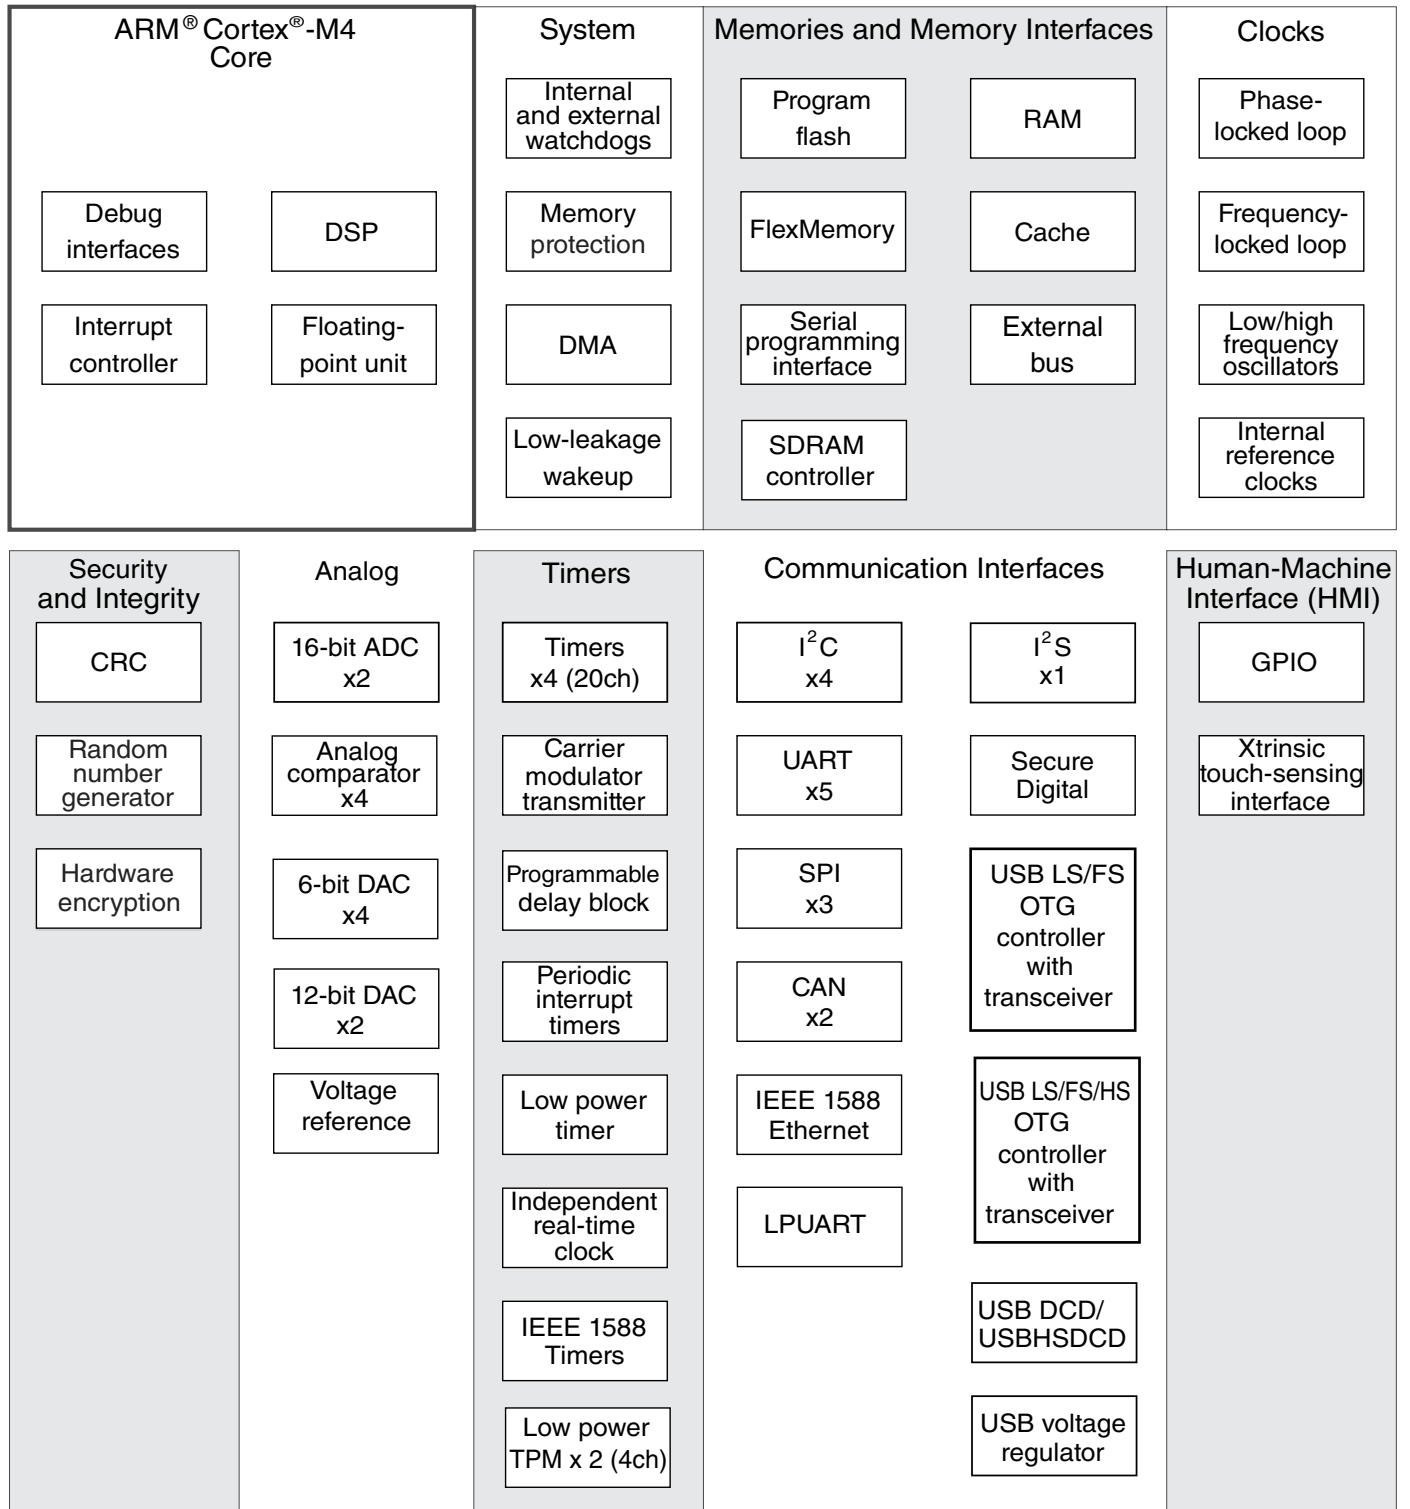 ARM® Cortex®-M4
Core
Debug
interfaces
DSP
Interrupt
controller
Floating-
point unit
System
Internal
and external
watchdogs
Memory
protection
DMA
Low-leakage
wakeup
Memories and Memory Interfaces
Program
flash
RAM
FlexMemory
Cache
Serial
programming
interface
External
bus
SDRAM
controller
Clocks
Phase-
locked loop
Frequency-
locked loop
Low/high
frequency
oscillators
Internal
reference
clocks
Security
and Integrity
CRC
Random
number
generator
Hardware
encryption
Analog
16-bit ADC
x2
Analog
comparator
x4
6-bit DAC
x4
12-bit DAC
x2
Voltage
reference
Timers
Timers
x4 (20ch)
Carrier
modulator
transmitter
Programmable
delay block
Periodic
interrupt
timers
Low power
timer
Independent
real-time
clock
IEEE 1588
Timers
Low power
TPM x 2 (4ch)
Communication Interfaces
I²C
x4
UART
x5
SPI
x3
CAN
x2
IEEE 1588
Ethernet
LPUART
I²S
x1
Secure
Digital
USB LS/FS
OTG
controller
with
transceiver
USB LS/FS/HS
OTG
controller
with
transceiver
USB DCD/
USBHSDCD
USB voltage
regulator
Human-Machine
Interface (HMI)
GPIO
Xtrinsic
touch-sensing
interface